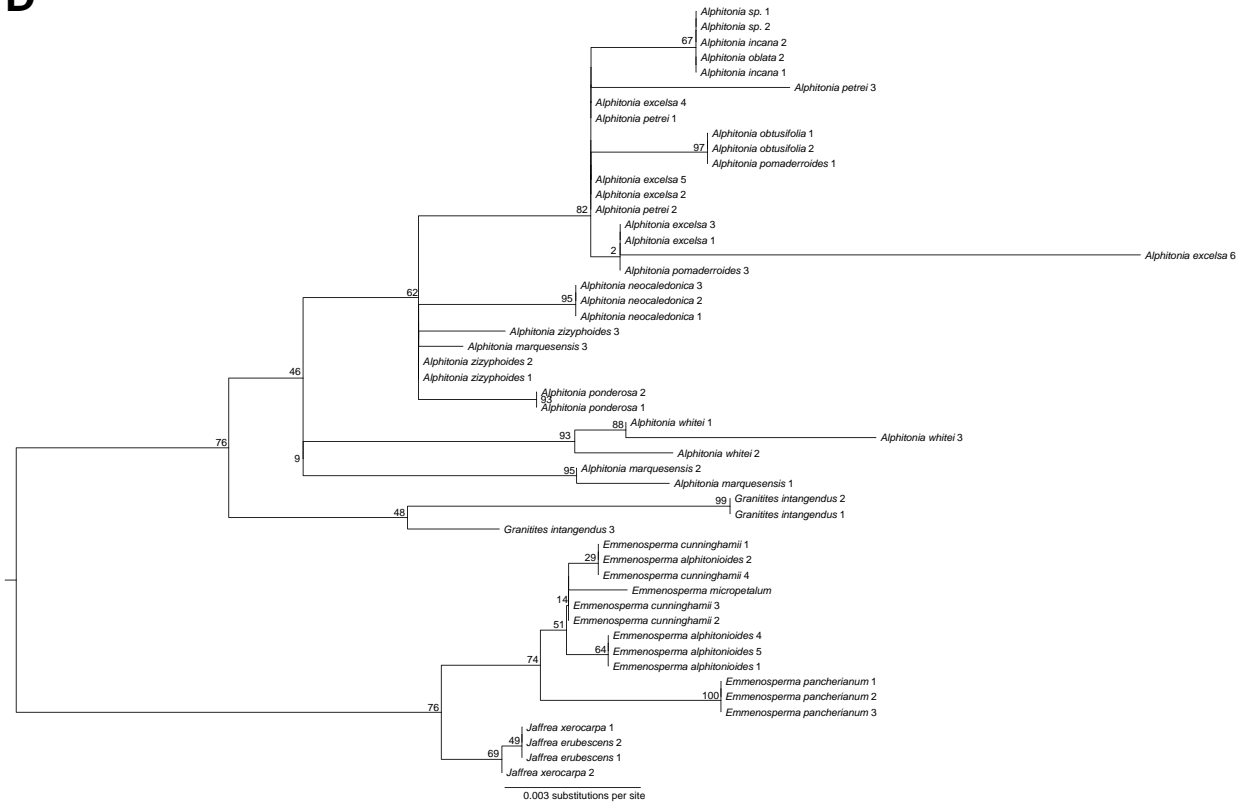 D
Alphitonia sp. 1
Alphitonia sp. 2
67
Alphitonia incana 2
Alphitonia oblata 2
Alphitonia incana 1
Alphitonia petrei 3
Alphitonia excelsa 4
Alphitonia petrei 1
Alphitonia obtusifolia 1
97
Alphitonia obtusifolia 2
Alphitonia pomaderroides 1
Alphitonia excelsa 5
Alphitonia excelsa 2
82
Alphitonia petrei 2
Alphitonia excelsa 3
Alphitonia excelsa 1
2
Alphitonia excelsa 6
Alphitonia pomaderroides 3
Alphitonia neocaledonica 3
62
95
Alphitonia neocaledonica 2
Alphitonia neocaledonica 1
Alphitonia zizyphoides 3
Alphitonia marquesensis 3
Alphitonia zizyphoides 2
46
Alphitonia zizyphoides 1
Alphitonia ponderosa 2
93
Alphitonia ponderosa 1
88
Alphitonia whitei 1
76
93
Alphitonia whitei 3
Alphitonia whitei 2
9
95
Alphitonia marquesensis 2
Alphitonia marquesensis 1
99
Granitites intangendus 2
48
Granitites intangendus 1
Granitites intangendus 3
Emmenosperma cunninghamii 1
29
Emmenosperma alphitonioides 2
Emmenosperma cunninghamii 4
Emmenosperma micropetalum
14
Emmenosperma cunninghamii 3
Emmenosperma cunninghamii 2
51
Emmenosperma alphitonioides 4
64
Emmenosperma alphitonioides 5
74
Emmenosperma alphitonioides 1
Emmenosperma pancherianum 1
100
Emmenosperma pancherianum 2
76
Emmenosperma pancherianum 3
Jaffrea xerocarpa 1
49
Jaffrea erubescens 2
69
Jaffrea erubescens 1
Jaffrea xerocarpa 2
0.003 substitutions per site